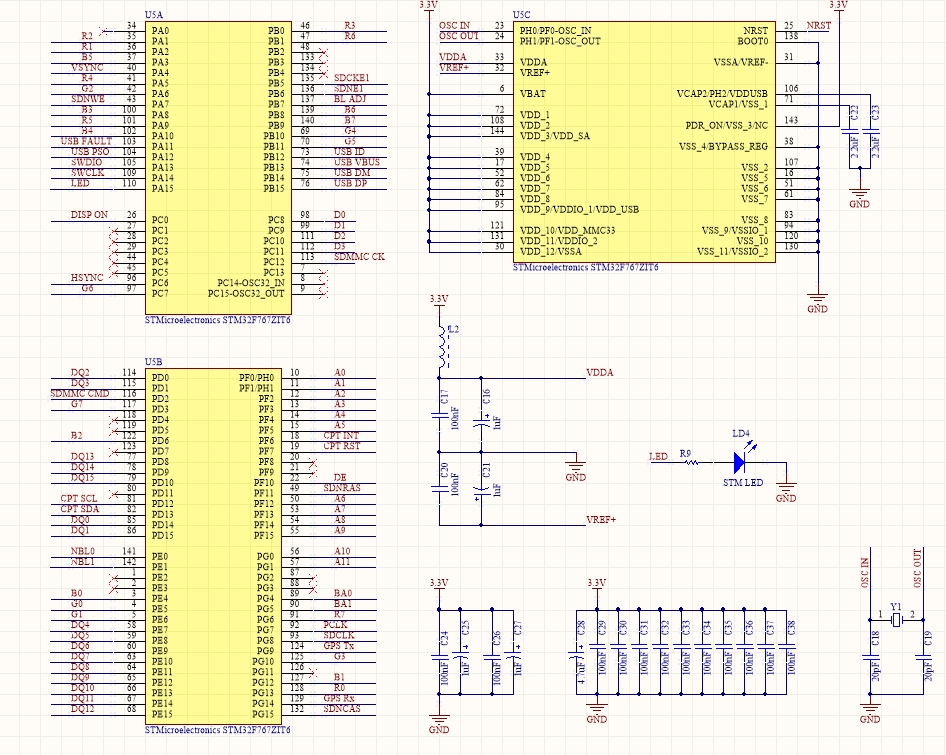 U5A
34 PA0 PB0 46 R3
R2 35 PA1 PB1 47 R6
R1 36 PA2 PB2 48
B5 37 PA3 PB3 133
VSYNC 40 PA4 PB4 134
R4 41 PA5 PB5 135 SDCKE1
G2 42 PA6 PB6 136 SDNE1
SDNWE 43 PA7 PB7 137 BL ADJ
B3 100 PA8 PB8 139 B6
R5 101 PA9 PB9 140 B7
B4 102 PA10 PB10 69 G4
USB FAULT 103 PA11 PB11 70 G5
USB PSO 104 PA12 PB12 73 USB ID
SWDIO 105 PA13 PB13 74 USB VBUS
SWCLK 109 PA14 PB14 75 USB DM
LED 110 PA15 PB15 76 USB DP
DISP ON 26 PC0 PC8 98 D0
27 PC1 PC9 99 D1
28 PC2 PC10 111 D2
29 PC3 PC11 112 D3
44 PC4 PC12 113 SDMMC CK
45 PC5 PC13 7
HSYNC 96 PC6 PC14-OSC32_IN 8
G6 97 PC7 PC15-OSC32_OUT 9
STMicroelectronics STM32F767ZIT6
3.3V
U5C
3.3V
OSC IN 23 PH0/PF0-OSC_IN NRST 25 NRST
OSC OUT 24 PH1/PF1-OSC_OUT BOOT0 138
VDDA 33 VDDA VSSA/VREF- 31
VREF+ 32 VREF+
6 VBAT VCAP2/PH2/VDDUSB 106
VCAP1/VSS_1 71
72 VDD_1
108 VDD_2 PDR_ON/VSS_3/NC 143
144 VDD_3/VDD_SA
VSS_4/BYPASS_REG 38
39 VDD_4
17 VDD_5 VSS_2 107
52 VDD_6 VSS_5 16
62 VDD_7 VSS_6 51
84 VDD_8 VSS_7 61
95 VDD_9/VDDIO_1/VDD_USB
VSS_8 83
121 VDD_10/VDD_MMC33 VSS_9/VSSIO_1 94
131 VDD_11/VDDIO_2 VSS_10 120
30 VDD_12/VSSA VSS_11/VSSIO_2 130
STMicroelectronics STM32F767ZIT6
C22 2.2uF
C23 2.2uF
GND
GND
U5B
DQ2 114 PD0 PF0/PH0 10 A0
DQ3 115 PD1 PF1/PH1 11 A1
SDMMC CMD 116 PD2 PF2 12 A2
G7 117 PD3 PF3 13 A3
118 PD4 PF4 14 A4
119 PD5 PF5 15 A5
B2 122 PD6 PF6 18 CPT INT
123 PD7 PF7 19 CPT RST
DQ13 77 PD8 PF8 20
DQ14 78 PD9 PF9 21
DQ15 79 PD10 PF10 22 DE
80 PD11 PF11 49 SDNRAS
CPT SCL 81 PD12 PF12 50 A6
CPT SDA 82 PD13 PF13 53 A7
DQ0 85 PD14 PF14 54 A8
DQ1 86 PD15 PF15 55 A9
NBL0 141 PE0 PG0 56 A10
NBL1 142 PE1 PG1 57 A11
1 PE2 PG2 87
2 PE3 PG3 88
B0 3 PE4 PG4 89 BA0
G0 4 PE5 PG5 90 BA1
G1 5 PE6 PG6 91 R7
DQ4 58 PE7 PG7 92 PCLK
DQ5 59 PE8 PG8 93 SDCLK
DQ6 60 PE9 PG9 124 GPS Tx
DQ7 63 PE10 PG10 125 G3
DQ8 64 PE11 PG11 126
DQ9 65 PE12 PG12 127 B1
DQ10 66 PE13 PG13 128 R0
DQ11 67 PE14 PG14 129 GPS Rx
DQ12 68 PE15 PG15 132 SDNCAS
STMicroelectronics STM32F767ZIT6
3.3V
L2
VDDA
C17 100nF
C16 1uF
C20 100nF
C21 1uF
GND
VREF+
LED R9
LD4
STM LED
GND
3.3V
C24 100nF
C25 1uF
C26 100nF
C27 1uF
GND
3.3V
C28 4.7uF
C29 100nF
C30 100nF
C31 100nF
C32 100nF
C33 100nF
C34 100nF
C35 100nF
C36 100nF
C37 100nF
C38 100nF
GND
OSC IN
OSC OUT
1 Y1 2
C18 20pF
C19 20pF
GND